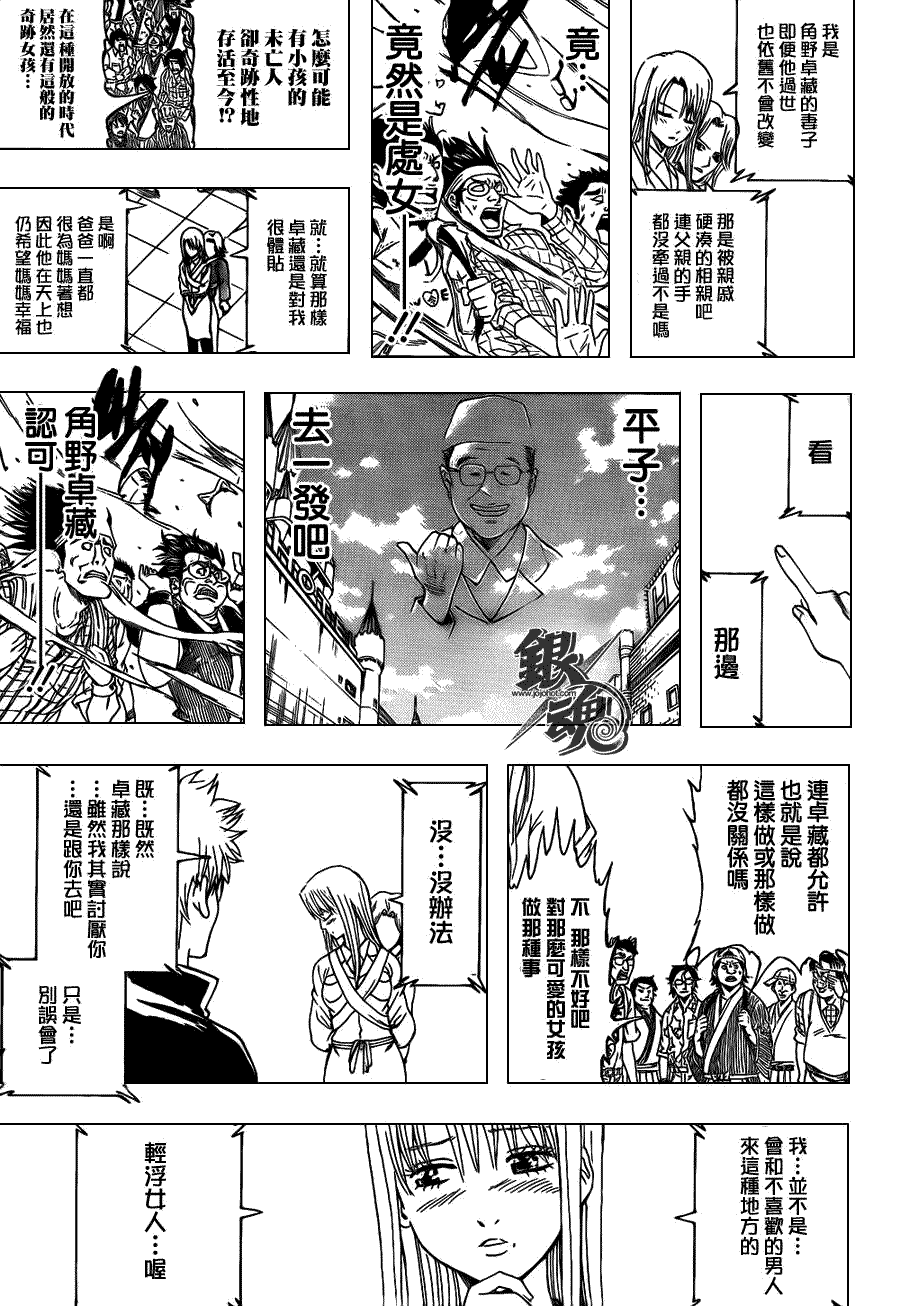 我是
角野卓藏的妻子
即便他過世
也依舊不會改變
那是被親戚
硬湊的相親吧
連父親的手
都沒牽過不是嗎
竟…
竟然是處女——!!
怎麼可能
有小孩的
未亡人
卻奇跡性地
存活至今!?
在這種開放的時代
居然還有這般的
奇跡女孩…
就…就算那樣
卓藏還是對我
很體貼
是啊
爸爸一直都
很為媽媽著想
因此他在天上也
仍希望媽媽幸福
看
那邊
平子…
去一發吧
銀魂
www.jojohot.com
角野卓藏。
認可——!!
連卓藏都允許
也就是說
這樣做或那樣做
都沒關係嗎
不 那樣不好吧
對那麼可愛的女孩
做那種事
沒…沒辦法
既…既然
卓藏那樣說
…雖然我其實討厭你
…還是跟你去吧
只是…
別誤會了
我…並不是…
會和不喜歡的男人
來這種地方的
輕浮女人…喔